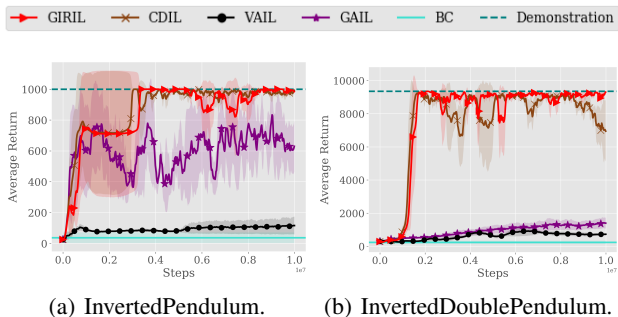 GIRIL CDIL VAIL GAIL BC Demonstration
Average Return
1000
800
600
400
200
0
0.0 0.2 0.4 0.6 0.8 1.0
Steps
1e7
(a) InvertedPendulum.
Average Return
10000
8000
6000
4000
2000
0
0.0 0.2 0.4 0.6 0.8 1.0
Steps
1e7
(b) InvertedDoublePendulum.